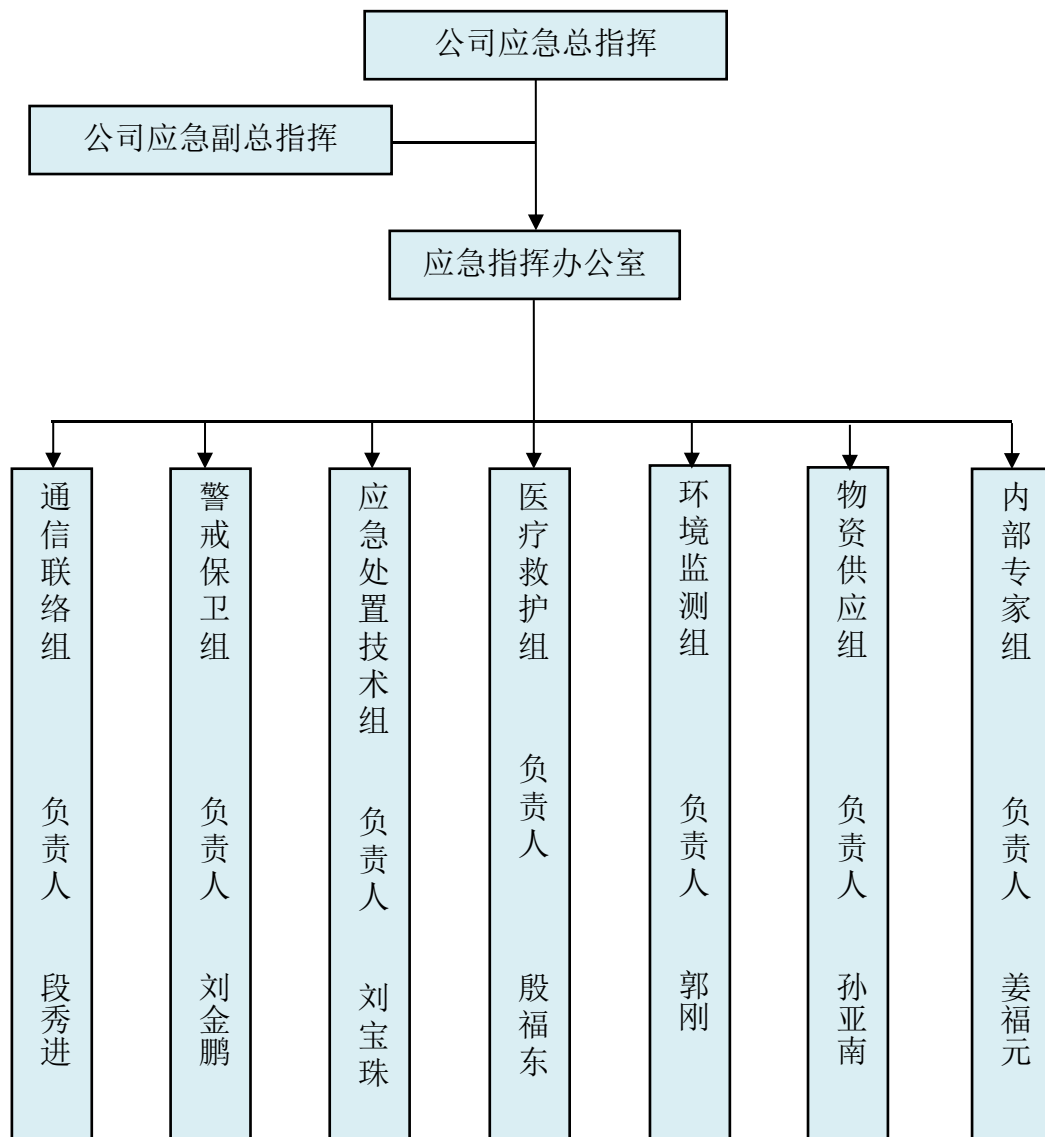 公司应急总指挥
公司应急副总指挥
应急指挥办公室
通信联络组 负责人 段秀进
警戒保卫组 负责人 刘金鹏
应急处置技术组 负责人 刘宝珠
医疗救护组 负责人 殷福东
环境监测组 负责人 郭刚
物资供应组 负责人 孙亚南
内部专家组 负责人 姜福元